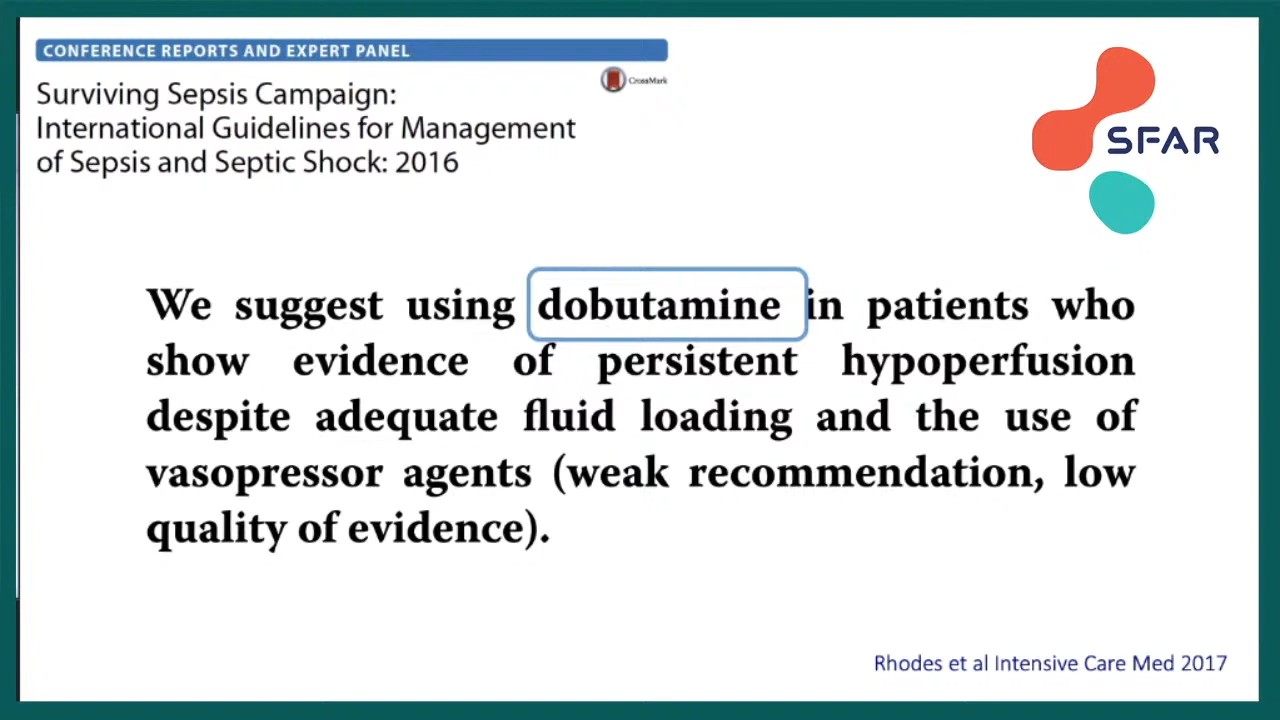 CONFERENCE REPORTS AND EXPERT PANEL
CrossMark
Surviving Sepsis Campaign:
International Guidelines for Management
of Sepsis and Septic Shock: 2016
SFAR
We suggest using dobutamine in patients who
show evidence of persistent hypoperfusion
despite adequate fluid loading and the use of
vasopressor agents (weak recommendation, low
quality of evidence).
Rhodes et al Intensive Care Med 2017